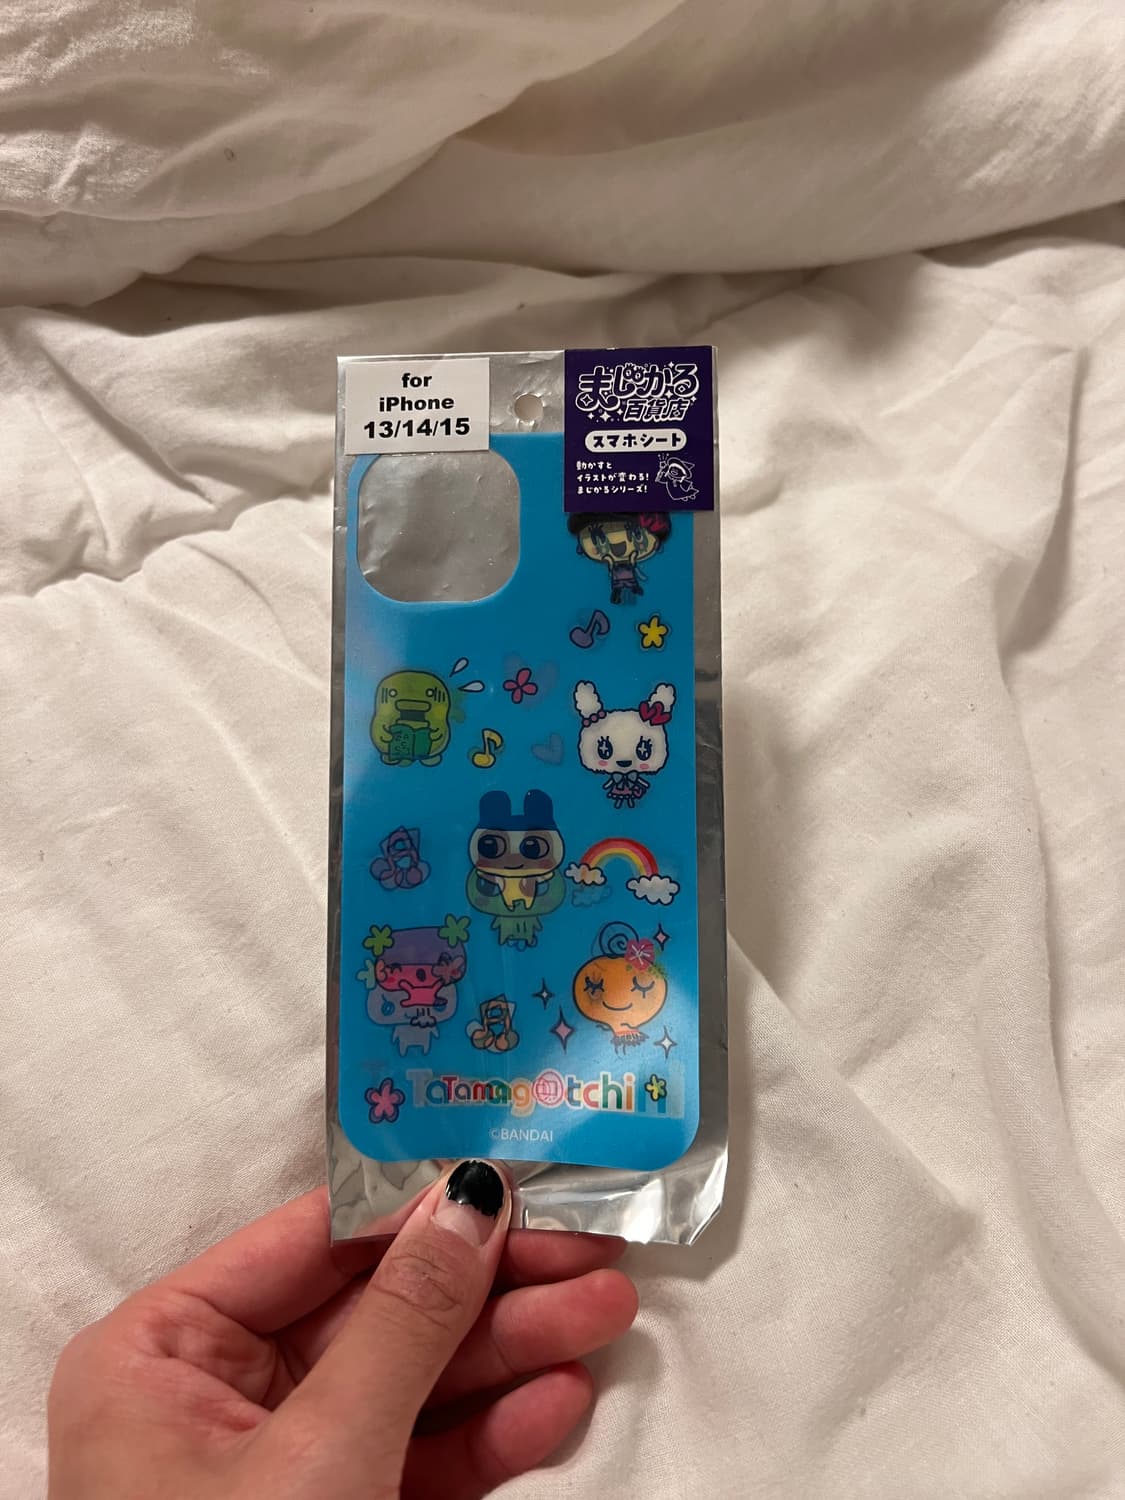 for
iPhone
13/14/15
まじかる
百貨店
スマホシート
動かすと
イラストが変わる!
まじかるシリーズ!
Tamagotchi
©BANDAI